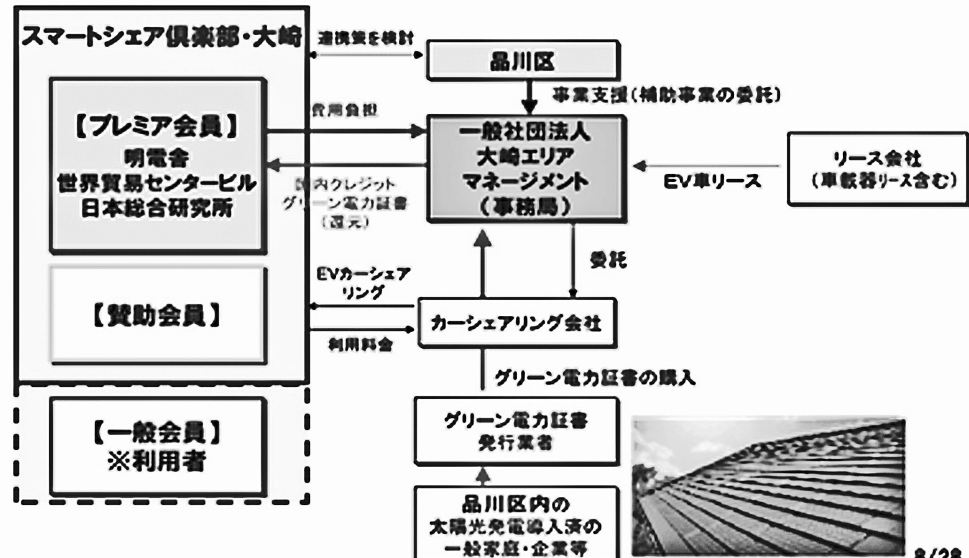 スマートシェア倶楽部・大崎
連携策を検討
品川区
事業支援(補助事業の委託)
【プレミア会員】
明電舎
世界貿易センタービル
日本総合研究所
費用負担
国内クレジット
グリーン電力証書
(還元)
一般社団法人
大崎エリア
マネージメント
(事務局)
EV車リース
リース会社
(車載器リース含む)
委託
【賛助会員】
EVカーシェア
リング
利用料金
カーシェアリング会社
グリーン電力証書の購入
【一般会員】
※利用者
グリーン電力証書
発行業者
品川区内の
太陽光発電導入済の
一般家庭・企業等